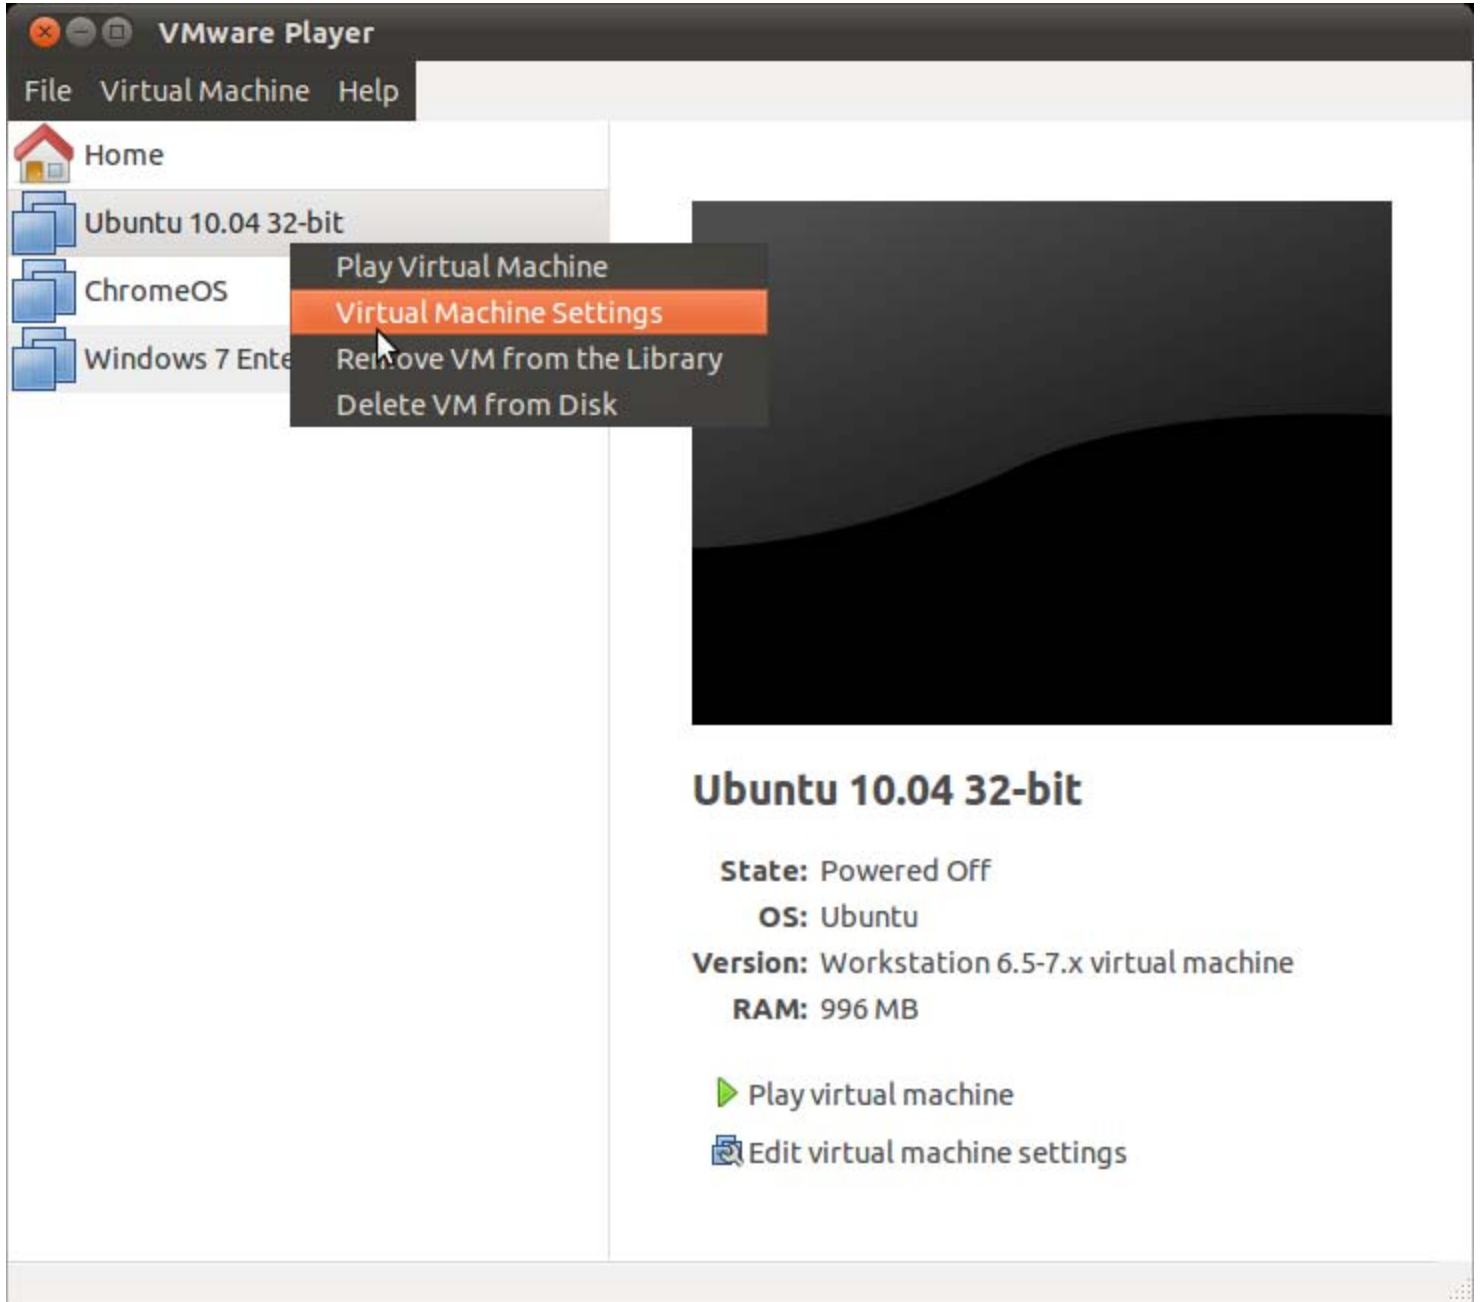 VMware Player
File Virtual Machine Help
Home
Ubuntu 10.04 32-bit
ChromeOS
Windows 7 Ente
Play Virtual Machine
Virtual Machine Settings
Remove VM from the Library
Delete VM from Disk
Ubuntu 10.04 32-bit
State: Powered Off
OS: Ubuntu
Version: Workstation 6.5-7.x virtual machine
RAM: 996 MB
Play virtual machine
Edit virtual machine settings